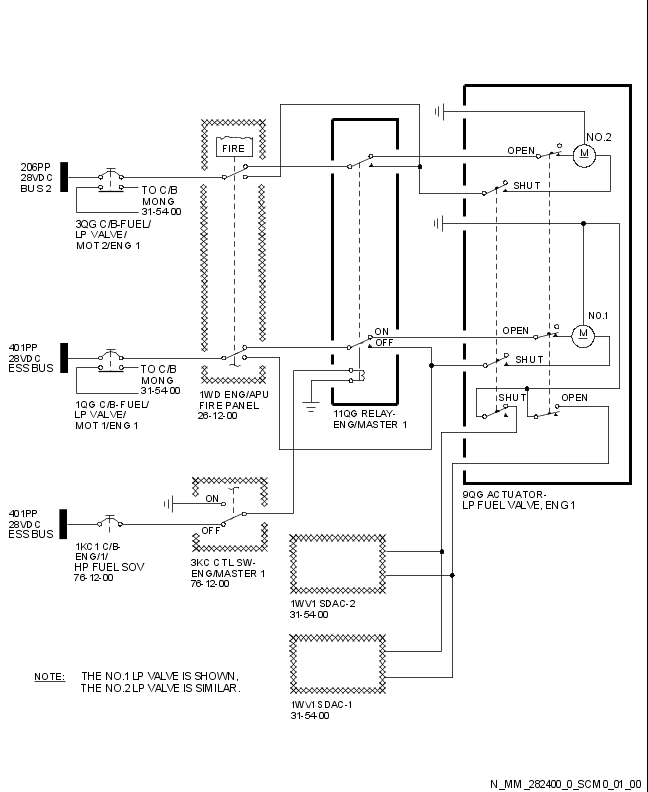 NO.2
M
FIRE
OPEN
206PP
28VDC
BUS 2
TO C/B
MONG
31-54-00
SHUT
3QG C/B-FUEL/
LP VALVE/
MOT 2/ENG 1
NO.1
M
ON
OFF
OPEN
401PP
28VDC
ESS BUS
TO C/B
MONG
31-54-00
SHUT
1QG C/B-FUEL/
LP VALVE/
MOT 1/ENG 1
1WD ENG/APU
FIRE PANEL
26-12-00
11QG RELAY-
ENG/MASTER 1
SHUT
OPEN
9QG ACTUATOR-
LP FUEL VALVE, ENG 1
401PP
28VDC
ESS BUS
ON
OFF
1KC1 C/B-
ENG/1/
HP FUEL SOV
76-12-00
3KC CTL SW-
ENG/MASTER 1
76-12-00
1WV1 SDAC-2
31-54-00
1WV1 SDAC-1
31-54-00
NOTE: THE NO.1 LP VALVE IS SHOWN,
THE NO.2 LP VALVE IS SIMILAR.
N_MM_282400_0_SCM0_01_00